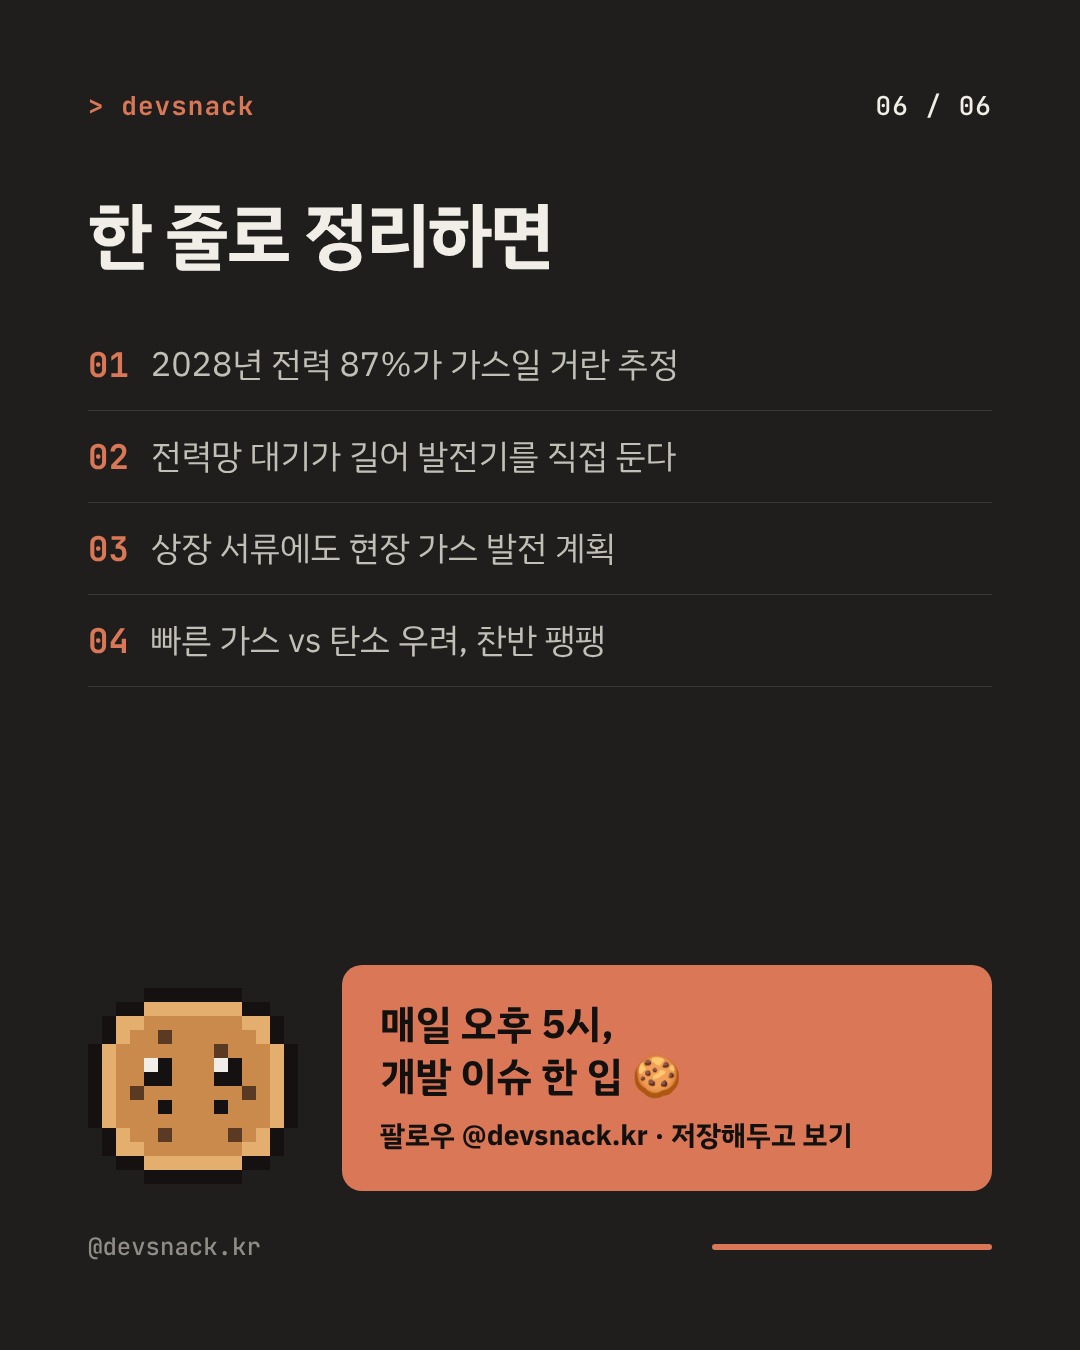 > devsnack
06 / 06
한 줄로 정리하면
01 2028년 전력 87%가 가스일 거란 추정
02 전력망 대기가 길어 발전기를 직접 둔다
03 상장 서류에도 현장 가스 발전 계획
04 빠른 가스 vs 탄소 우려, 찬반 팽팽
매일 오후 5시,
개발 이슈 한 입 🍪
팔로우 @devsnack.kr · 저장해두고 보기
@devsnack.kr